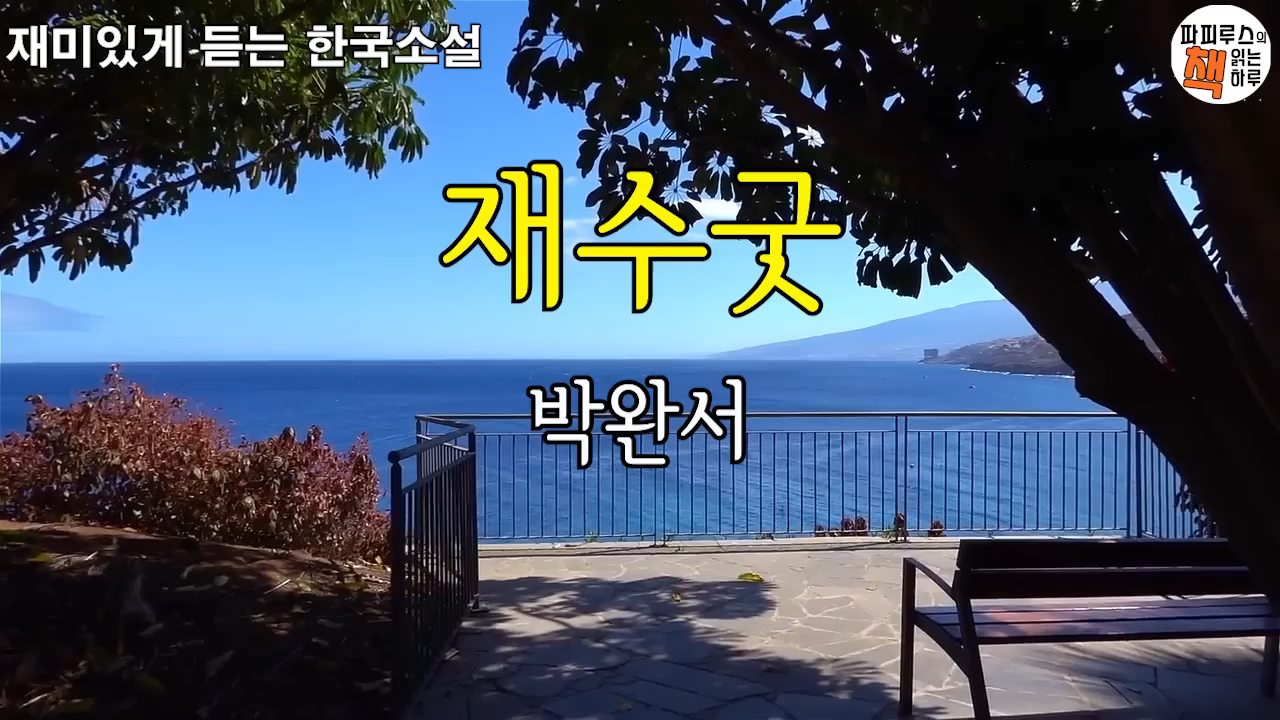 재미있게 듣는 한국소설
파피루스의
책 읽는
하루
재수굿
박완서